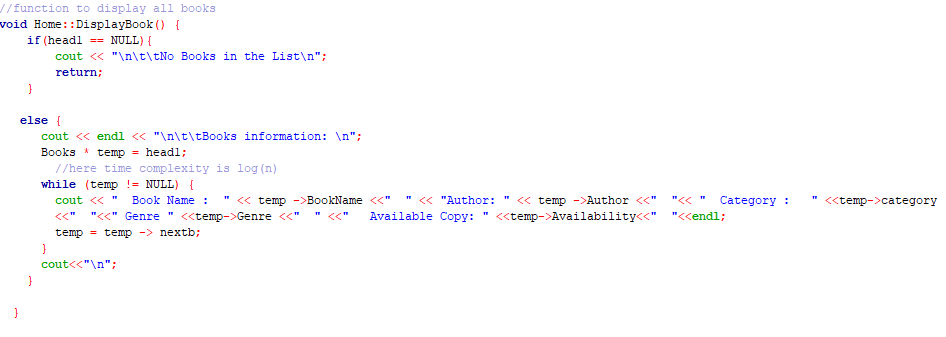 //function to display all books
void Home::DisplayBook() {
    if(headl == NULL){
        cout << "\n\t\tNo Books in the List\n";
        return;
    }
   else {
      cout << endl << "\n\t\tBooks information: \n";
      Books * temp = headl;
        //here time complexity is log(n)
      while (temp != NULL) {
        cout << "  Book Name :  " << temp ->BookName <<"  " << "Author: " << temp ->Author <<"  "<< "  Category :   " <<temp->category
        <<"  "<<" Genre " <<temp->Genre <<"  " <<"   Available Copy: " <<temp->Availability<<"  "<<endl;
        temp = temp -> nextb;
      }
      cout<<"\n";
    }
  }